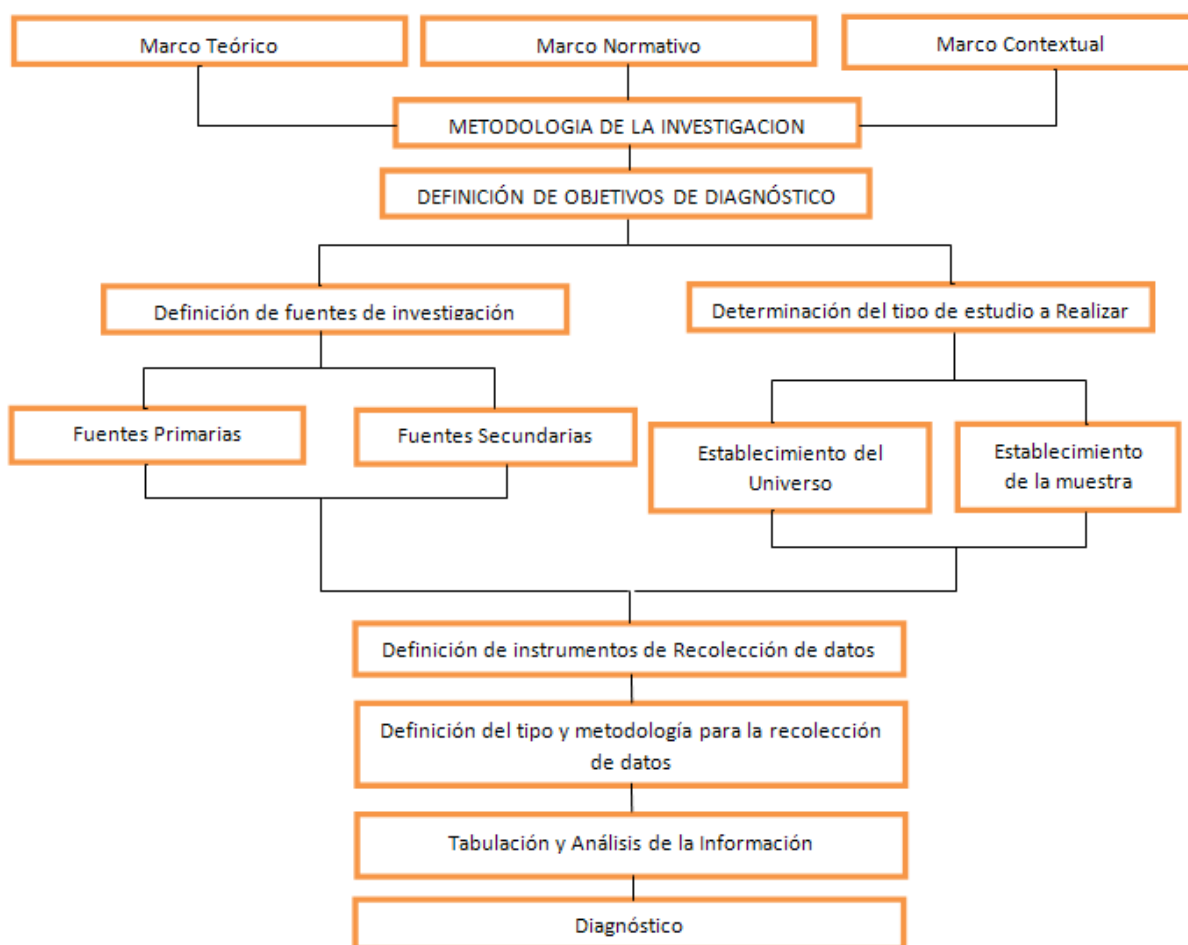 Marco Teórico
Marco Normativo
Marco Contextual
METODOLOGIA DE LA INVESTIGACION
DEFINICIÓN DE OBJETIVOS DE DIAGNÓSTICO
Definición de fuentes de investigación
Determinación del tipo de estudio a Realizar
Fuentes Primarias
Fuentes Secundarias
Establecimiento del
Universo
Establecimiento
de la muestra
Definición de instrumentos de Recolección de datos
Definición del tipo y metodología para la recolección
de datos
Tabulación y Análisis de la Información
Diagnóstico